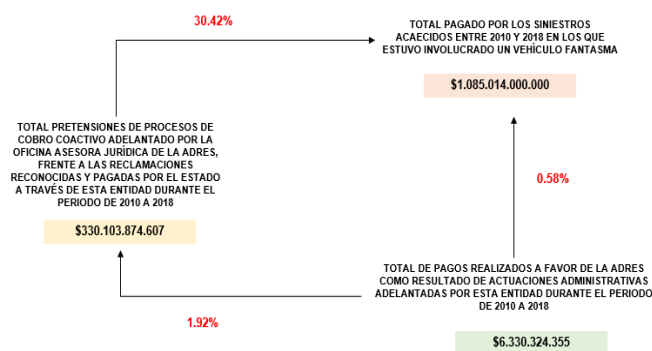 30.42%
TOTAL PAGADO POR LOS SINIESTROS
ACAECIDOS ENTRE 2010 Y 2018 EN LOS QUE
ESTUVO INVOLUCRADO UN VEHÍCULO FANTASMA
$1.085.014.000.000
TOTAL PRETENSIONES DE PROCESOS DE
COBRO COACTIVO ADELANTADO POR LA
OFICINA ASESORA JURÍDICA DE LA ADRES,
FRENTE A LAS RECLAMACIONES
RECONOCIDAS Y PAGADAS POR EL ESTADO
A TRAVÉS DE ESTA ENTIDAD DURANTE EL
PERIODO DE 2010 A 2018
$330.103.874.607
0.58%
TOTAL DE PAGOS REALIZADOS A FAVOR DE LA ADRES
COMO RESULTADO DE ACTUACIONES ADMINISTRATIVAS
ADELANTADAS POR ESTA ENTIDAD DURANTE EL PERIODO
DE 2010 A 2018
1.92%
$6.330.324.355